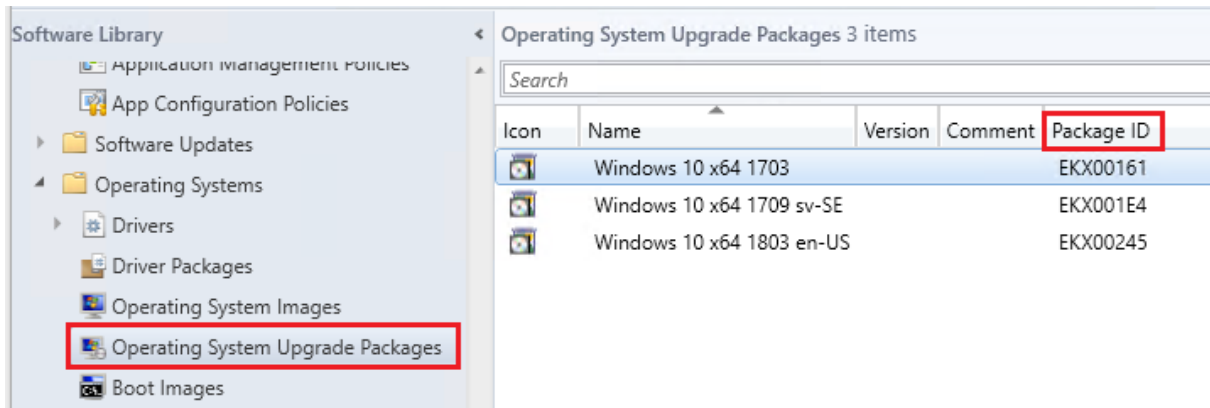 Software Library
Application Management Policies
App Configuration Policies
Software Updates
Operating Systems
Drivers
Driver Packages
Operating System Images
Operating System Upgrade Packages
Boot Images
Operating System Upgrade Packages 3 items
Search
Icon Name Version Comment Package ID
Windows 10 x64 1703 EKX00161
Windows 10 x64 1709 sv-SE EKX001E4
Windows 10 x64 1803 en-US EKX00245